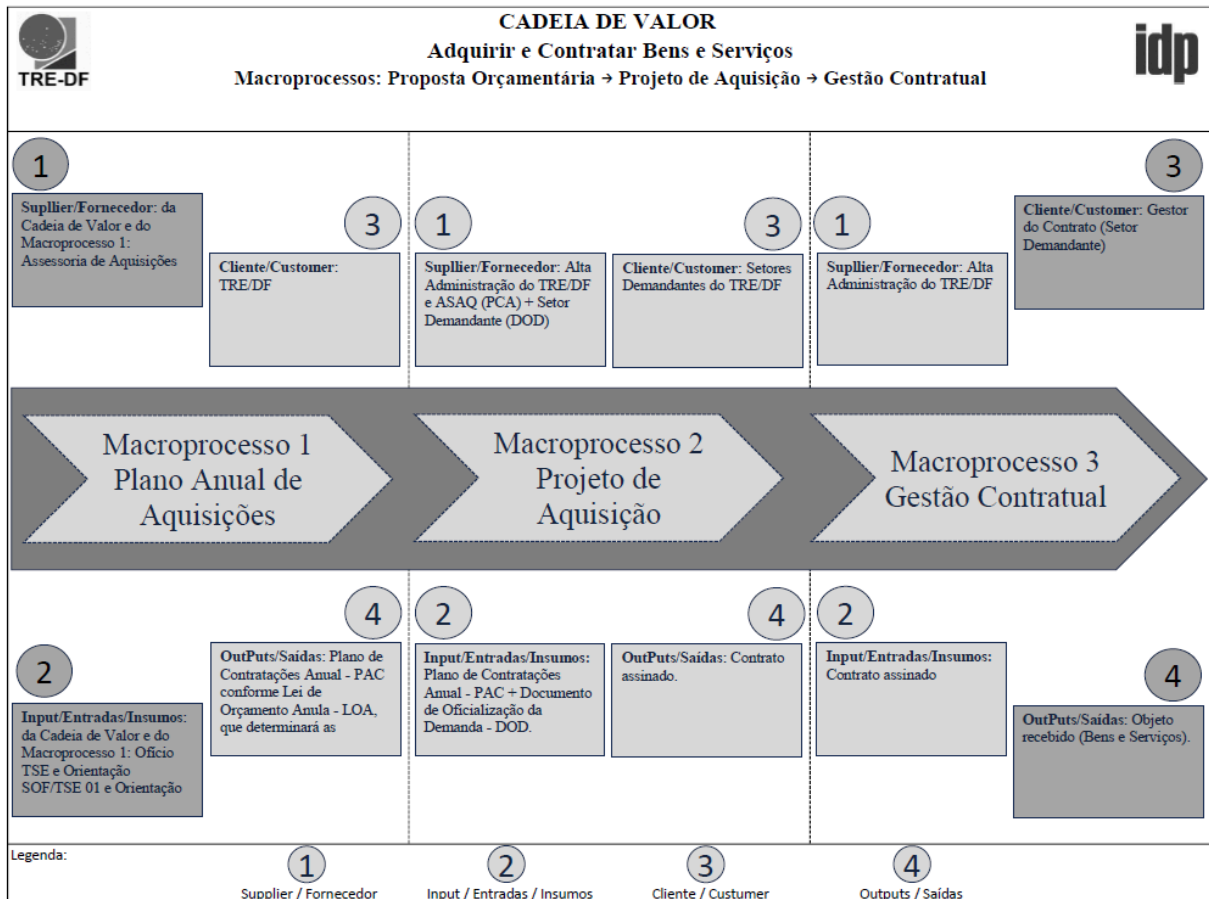 CADEIA DE VALOR
Adquirir e Contratar Bens e Serviços
Macroprocessos: Proposta Orçamentária → Projeto de Aquisição → Gestão Contratual
TRE-DF
idp
1
Supllier/Fornecedor: da
Cadeia de Valor e do
Macroprocesso 1:
Assessoria de Aquisições
3
Cliente/Customer:
TRE/DF
1
Supllier/Fornecedor: Alta
Administração do TRE/DF
e ASAQ (PCA) + Setor
Demandante (DOD)
3
Cliente/Customer: Setores
Demandantes do TRE/DF
1
Supllier/Fornecedor: Alta
Administração do TRE/DF
3
Cliente/Customer: Gestor
do Contrato (Setor
Demandante)
Macroprocesso 1
Plano Anual de
Aquisições
Macroprocesso 2
Projeto de
Aquisição
Macroprocesso 3
Gestão Contratual
2
Input/Entradas/Insumos:
da Cadeia de Valor e do
Macroprocesso 1: Ofício
TSE e Orientação
SOF/TSE 01 e Orientação
4
OutPuts/Saídas: Plano de
Contratações Anual - PAC
conforme Lei de
Orçamento Anula - LOA,
que determinará as
2
Input/Entradas/Insumos:
Plano de Contratações
Anual - PAC + Documento
de Oficialização da
Demanda - DOD.
4
OutPuts/Saídas: Contrato
assinado.
2
Input/Entradas/Insumos:
Contrato assinado
4
OutPuts/Saídas: Objeto
recebido (Bens e Serviços).
Legenda:
1
Supplier / Fornecedor
2
Input / Entradas / Insumos
3
Cliente / Custumer
4
Outputs / Saídas